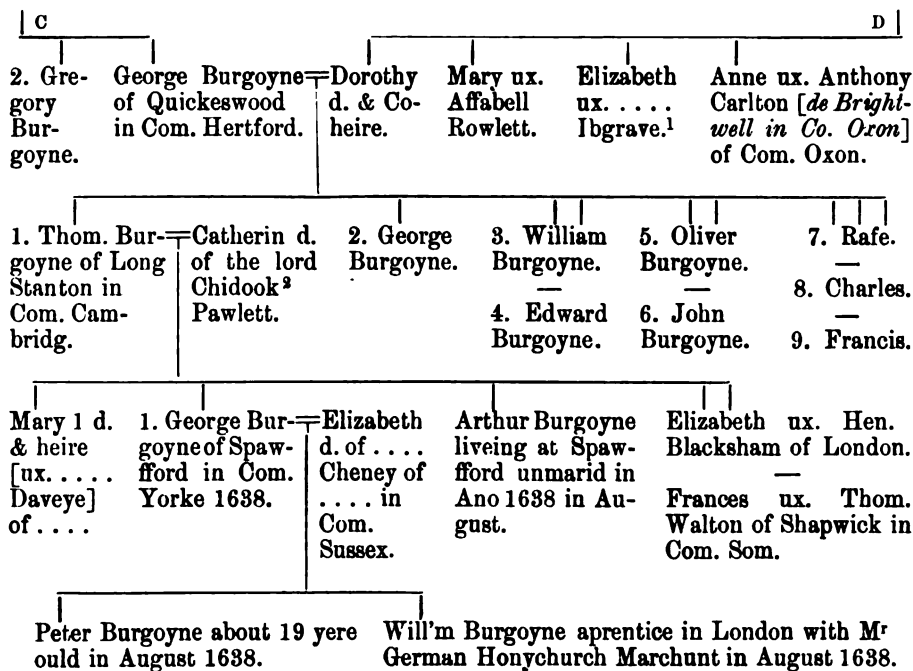 C
D
2. Gre-
gory
Bur-
goyne.
George Burgoyne
of Quickeswood
in Com. Hertford.
Dorothy
d. & Co-
heire.
Mary ux.
Affabell
Rowlett.
Elizabeth
ux. . . . . .
Ibgrave.¹
Anne ux. Anthony
Carlton [de Bright-
well in Co. Oxon]
of Com. Oxon.
1. Thom. Bur-
goyne of Long
Stanton in
Com. Cam-
bridg.
Catherin d.
of the lord
Chidook²
Pawlett.
2. George
Burgoyne.
3. William
Burgoyne.
—
4. Edward
Burgoyne.
5. Oliver
Burgoyne.
—
6. John
Burgoyne.
7. Rafe.
—
8. Charles.
—
9. Francis.
Mary 1 d.
& heire
[ux. . . . .
Daveye]
of . . . .
1. George Bur-
goyne of Spaw-
fford in Com.
Yorke 1638.
Elizabeth
d. of . . . .
Cheney of
. . . . in
Com.
Sussex.
Arthur Burgoyne
liveing at Spaw-
fford unmarid in
Ano 1638 in Au-
gust.
Elizabeth ux. Hen.
Blacksham of London.
—
Frances ux. Thom.
Walton of Shapwick in
Com. Som.
Peter Burgoyne about 19 yere
ould in August 1638.
Will'm Burgoyne aprentice in London with Mʳ
German Honychurch Marchunt in August 1638.